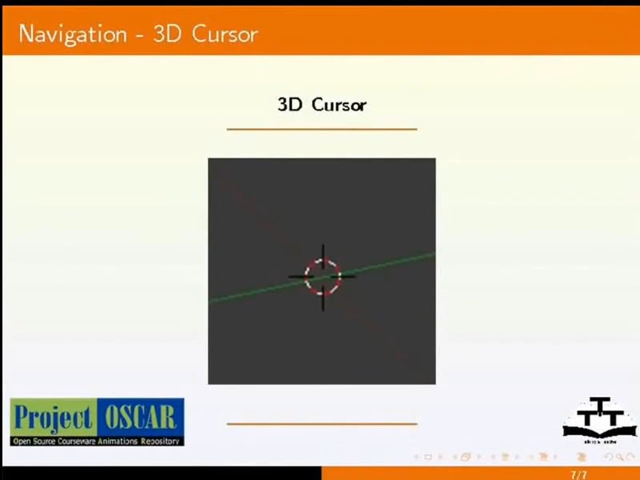 Navigation - 3D Cursor
3D Cursor
Project OSCAR
Open Source Courseware Animations Repository
7/7